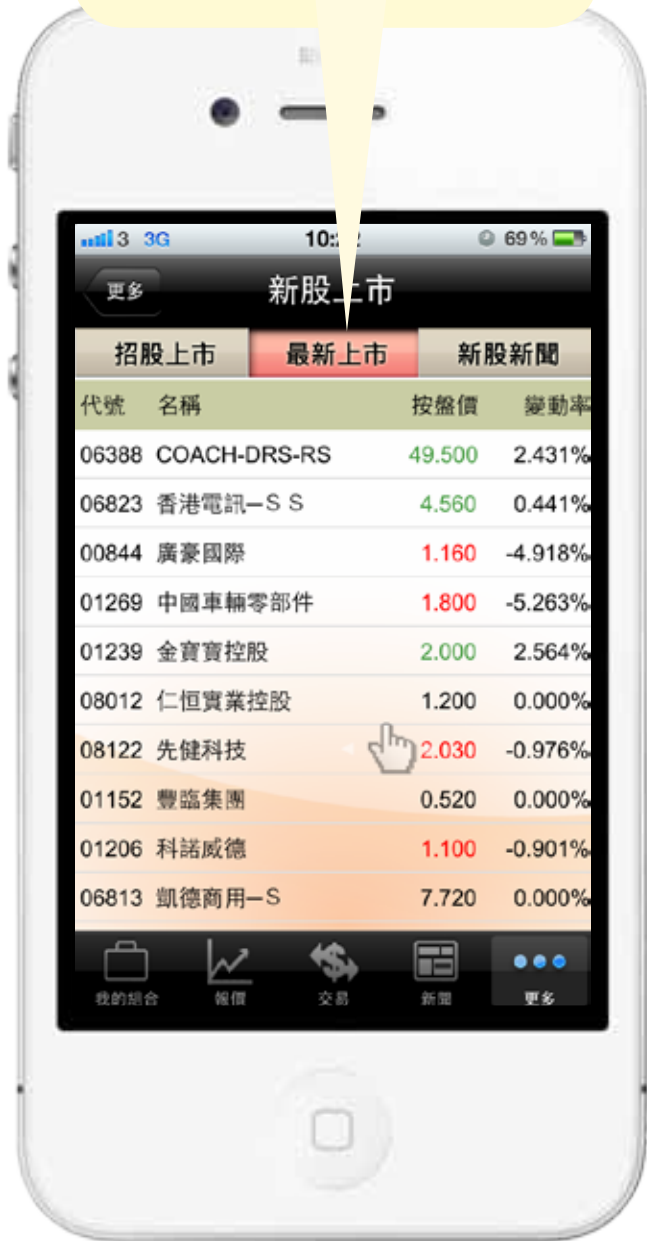 3 3G 10: 2 69%
更多 新股上市
招股上市 最新上市 新股新聞
代號 名稱 按盤價 變動率
06388 COACH-DRS-RS 49.500 2.431%
06823 香港電訊－S S 4.560 0.441%
00844 廣豪國際 1.160 -4.918%
01269 中國車輛零部件 1.800 -5.263%
01239 金寶寶控股 2.000 2.564%
08012 仁恒實業控股 1.200 0.000%
08122 先健科技 2.030 -0.976%
01152 豐臨集團 0.520 0.000%
01206 科諾威德 1.100 -0.901%
06813 凱德商用－S 7.720 0.000%
我的組合 報價 交易 新聞 更多